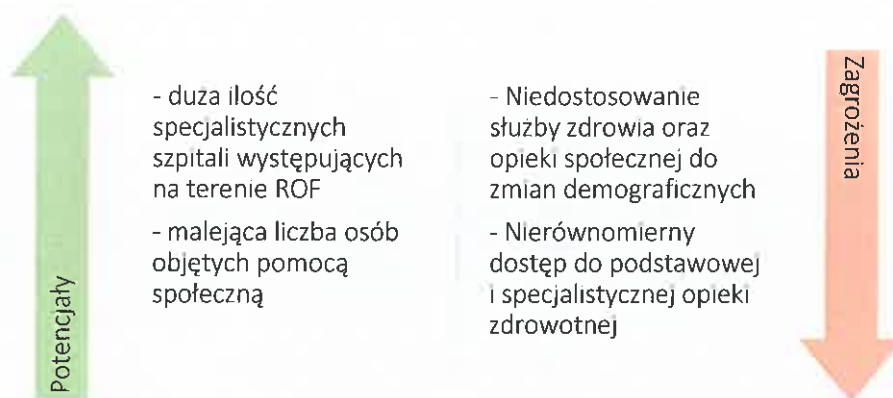 Potencjały
- duża ilość
specjalistycznych
szpitali występujących
na terenie ROF
- malejąca liczba osób
objętych pomocą
społeczną
- Niedostosowanie
służby zdrowia oraz
opieki społecznej do
zmian demograficznych
- Nierównomierny
dostęp do podstawowej
i specjalistycznej opieki
zdrowotnej
Zagrożenia